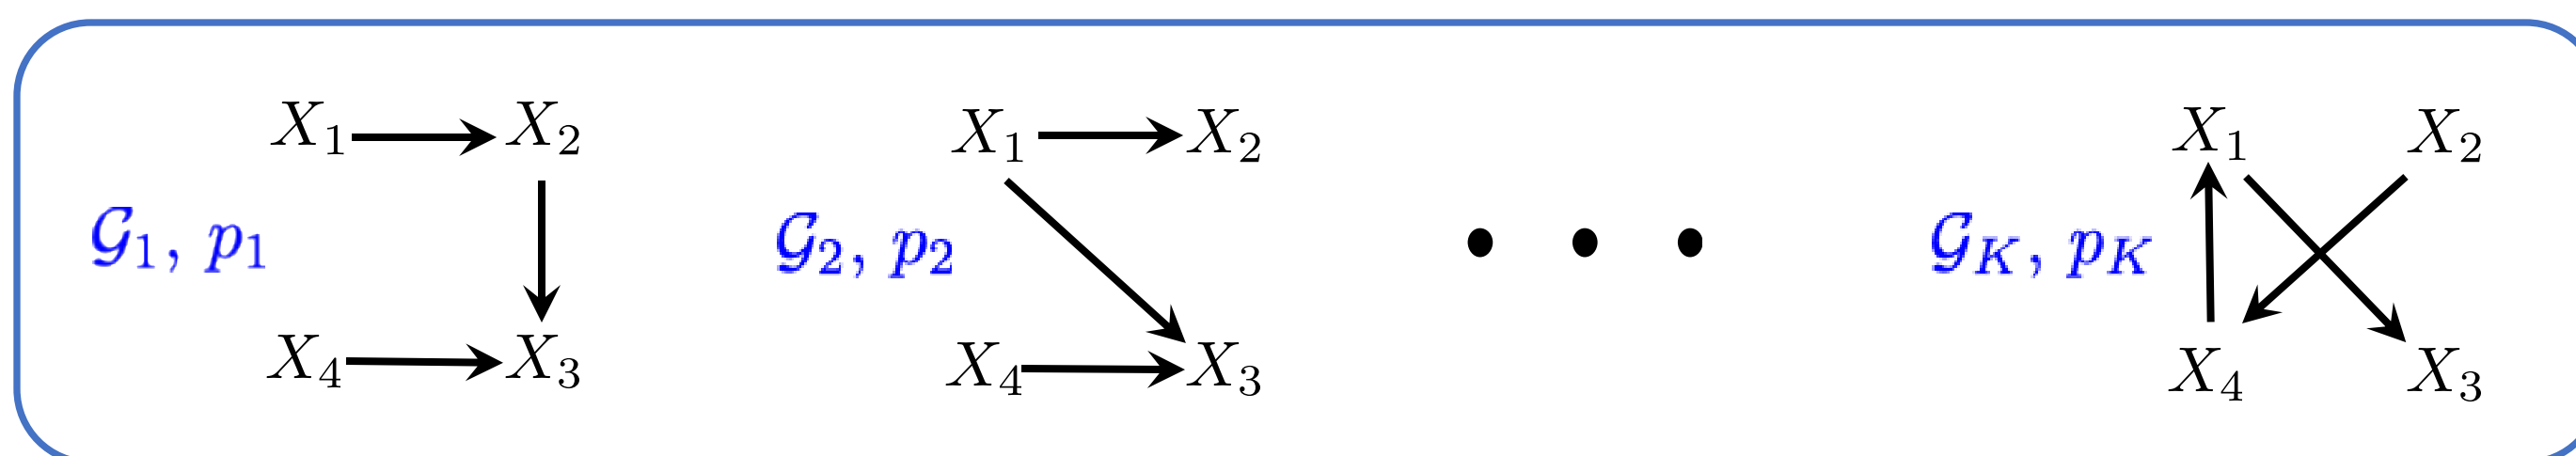 X₁ X₂ X₁ X₂ X₁ X₂
𝒢₁, p₁ 𝒢₂, p₂ • • • 𝒢_K, p_K
X₄ X₃ X₄ X₃ X₄ X₃